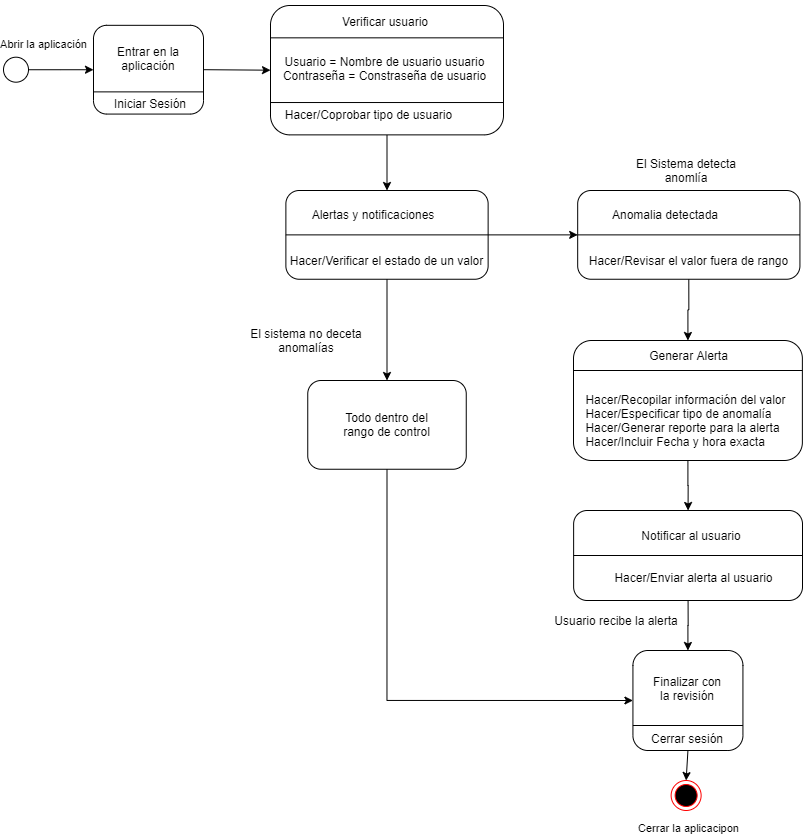 Verificar usuario
Abrir la aplicación
Entrar en la
aplicación
Iniciar Sesión
Usuario = Nombre de usuario usuario
Contraseña = Constraseña de usuario
Hacer/Coprobar tipo de usuario
El Sistema detecta
anomlía
Alertas y notificaciones
Hacer/Verificar el estado de un valor
Anomalia detectada
Hacer/Revisar el valor fuera de rango
El sistema no deceta
anomalías
Generar Alerta
Hacer/Recopilar información del valor
Hacer/Especificar tipo de anomalía
Hacer/Generar reporte para la alerta
Hacer/Incluir Fecha y hora exacta
Todo dentro del
rango de control
Notificar al usuario
Hacer/Enviar alerta al usuario
Usuario recibe la alerta
Finalizar con
la revisión
Cerrar sesión
Cerrar la aplicacipon